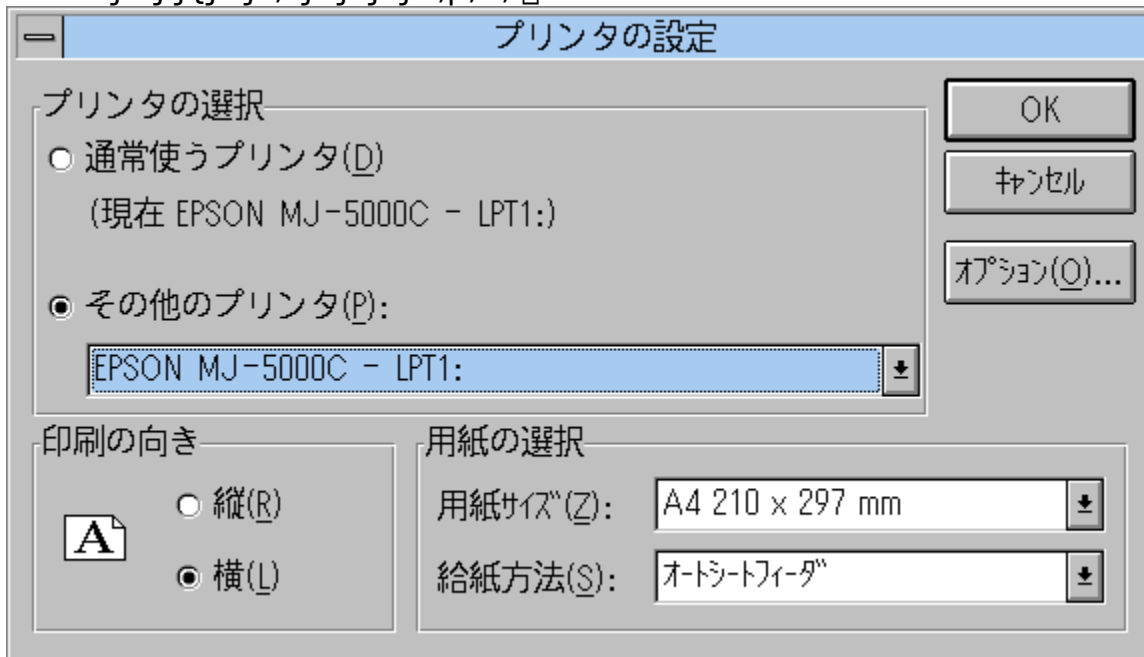 プリンタの設定
プリンタの選択
通常使うプリンタ(D)
(現在 EPSON MJ-5000C - LPT1:)
その他のプリンタ(P):
EPSON MJ-5000C - LPT1:
OK
ｷｬﾝｾﾙ
ｵﾌﾟｼｮﾝ(O)...
印刷の向き
A
縦(R)
横(L)
用紙の選択
用紙ｻｲｽﾞ(Z): A4 210 x 297 mm
給紙方法(S): ｵｰﾄｼｰﾄﾌｨｰﾀﾞ